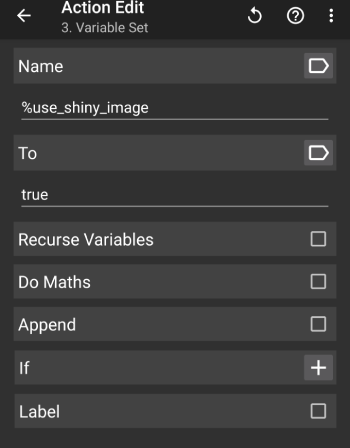 Action Edit
3. Variable Set
Name
%use_shiny_image
To
true
Recurse Variables
Do Maths
Append
If
Label